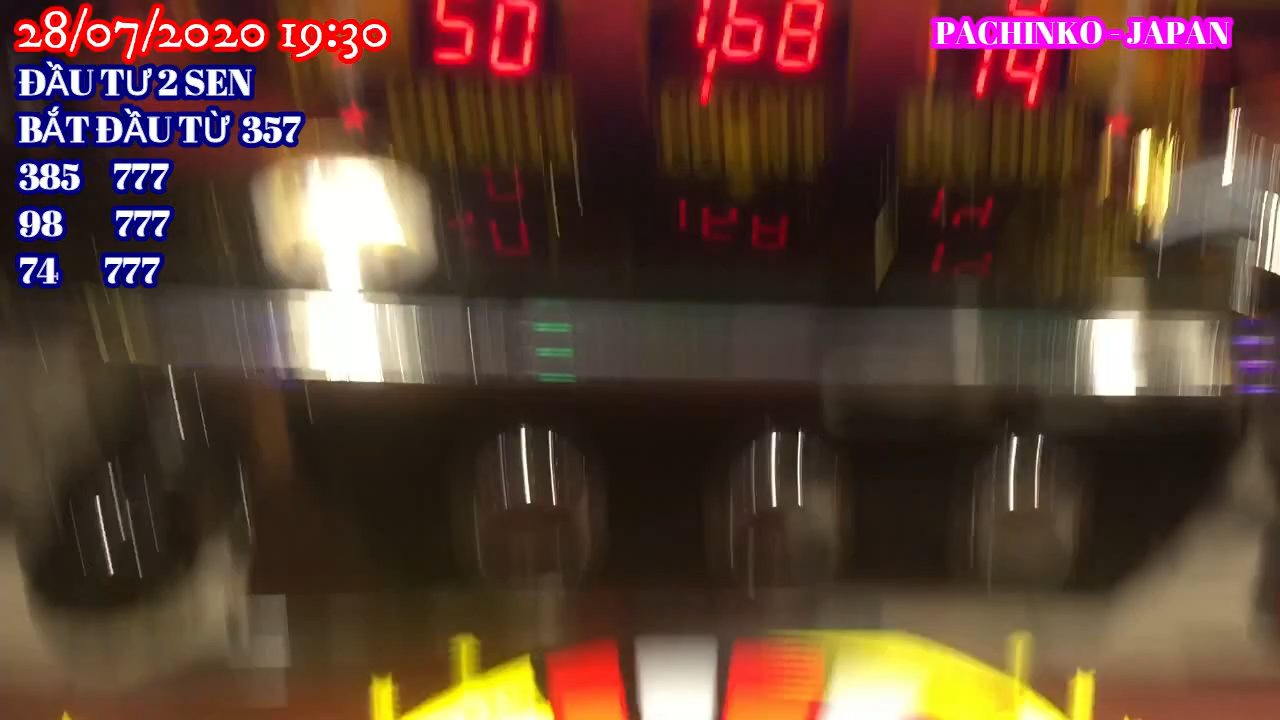 28/07/2020 19:30
PACHINKO - JAPAN
ĐẦU TƯ 2 SEN
BẮT ĐẦU TỪ 357
385 777
98 777
74 777
50